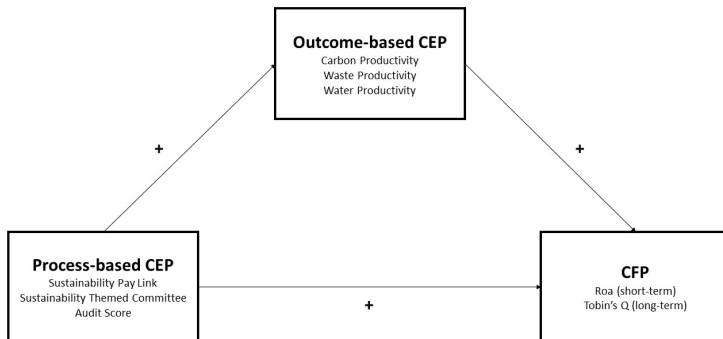 Outcome-based CEP
Carbon Productivity
Waste Productivity
Water Productivity
+
+
Process-based CEP
Sustainability Pay Link
Sustainability Themed Committee
Audit Score
+
CFP
Roa (short-term)
Tobin's Q (long-term)